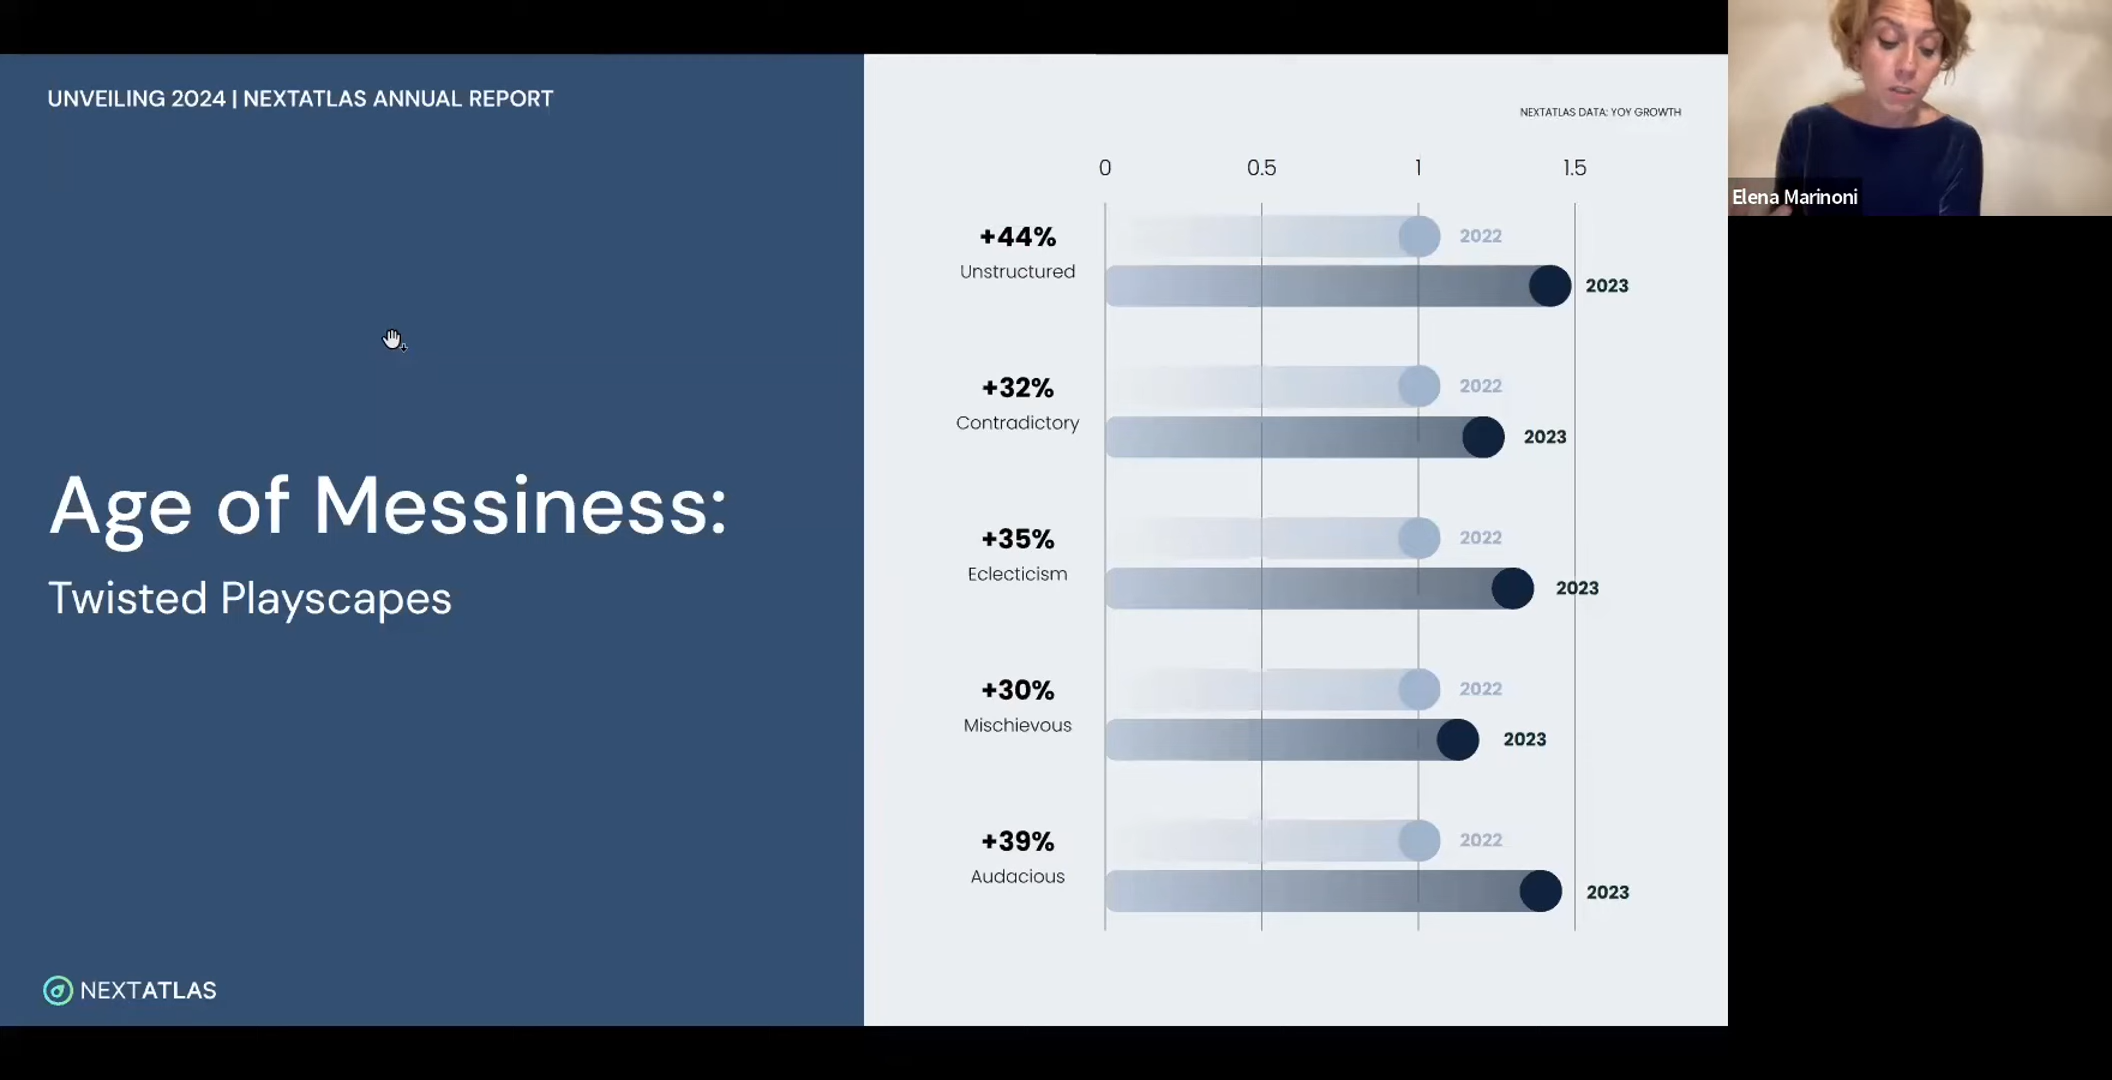 UNVEILING 2024 | NEXTATLAS ANNUAL REPORT
Age of Messiness:
Twisted Playscapes
NEXTATLAS
NEXTATLAS DATA: YOY GROWTH
0 0.5 1 1.5
+44%
Unstructured
2022
2023
+32%
Contradictory
2022
2023
+35%
Eclecticism
2022
2023
+30%
Mischievous
2022
2023
+39%
Audacious
2022
2023
Elena Marinoni